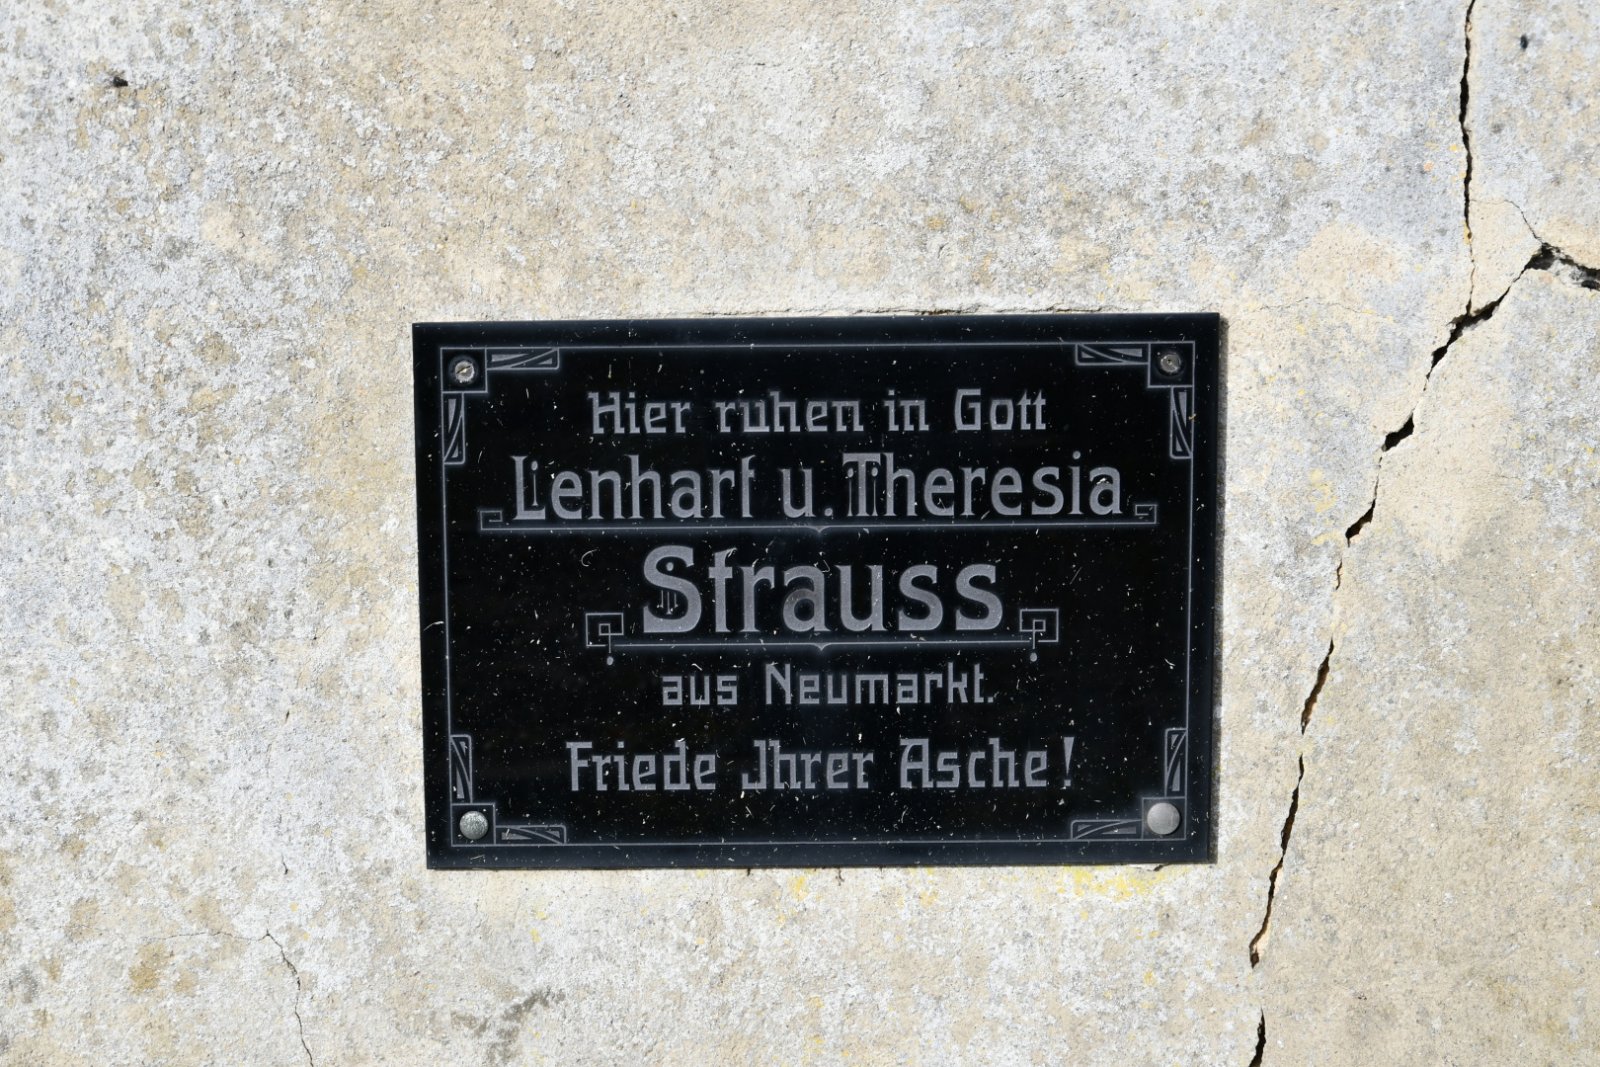 Hier ruhen in Gott
Lenhart u. Theresia
Strauss
aus Neumarkt.
Friede Jhrer Asche!